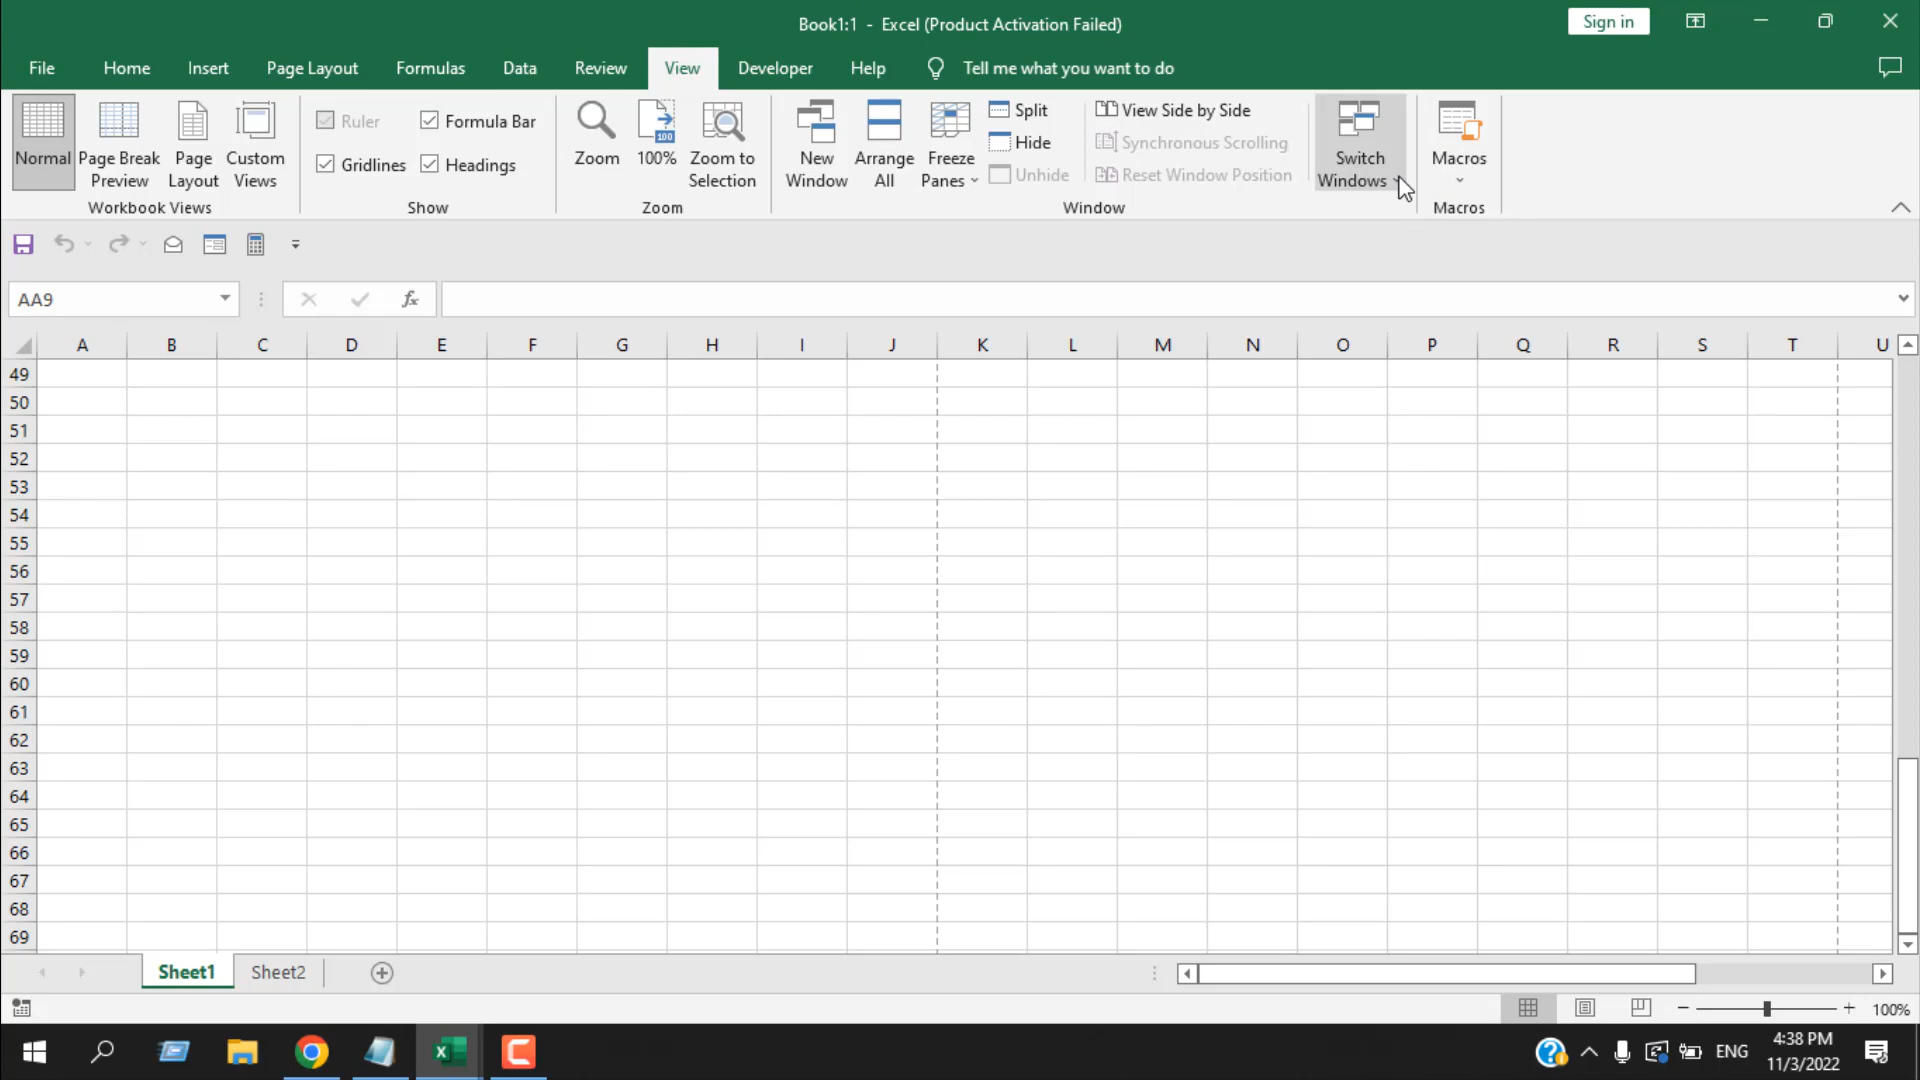 Book1:1 - Excel (Product Activation Failed)
Sign in
File Home Insert Page Layout Formulas Data Review View Developer Help Tell me what you want to do
Normal
Page Break Preview
Page Layout
Custom Views
Workbook Views
Ruler
Formula Bar
Gridlines
Headings
Show
Zoom
100
100%
Zoom to Selection
Zoom
New Window
Arrange All
Freeze Panes
Split
Hide
Unhide
View Side by Side
Synchronous Scrolling
Reset Window Position
Window
Switch Windows
Macros
Macros
AA9
fx
A B C D E F G H I J K L M N O P Q R S T U
49
50
51
52
53
54
55
56
57
58
59
60
61
62
63
64
65
66
67
68
69
Sheet1 Sheet2
100%
ENG
4:38 PM
11/3/2022